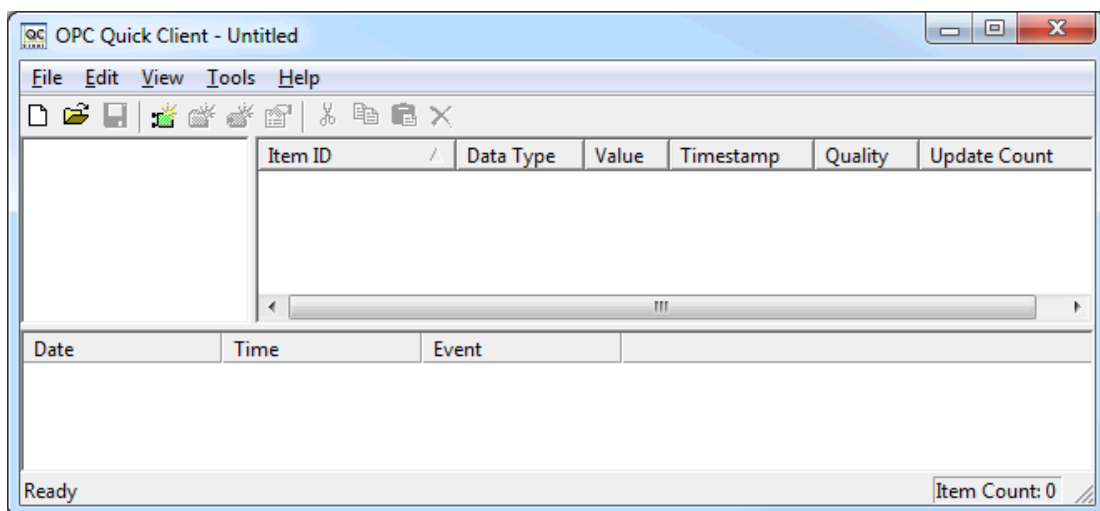 OPC Quick Client - Untitled
File Edit View Tools Help
Item ID Data Type Value Timestamp Quality Update Count
Date Time Event
Ready Item Count: 0